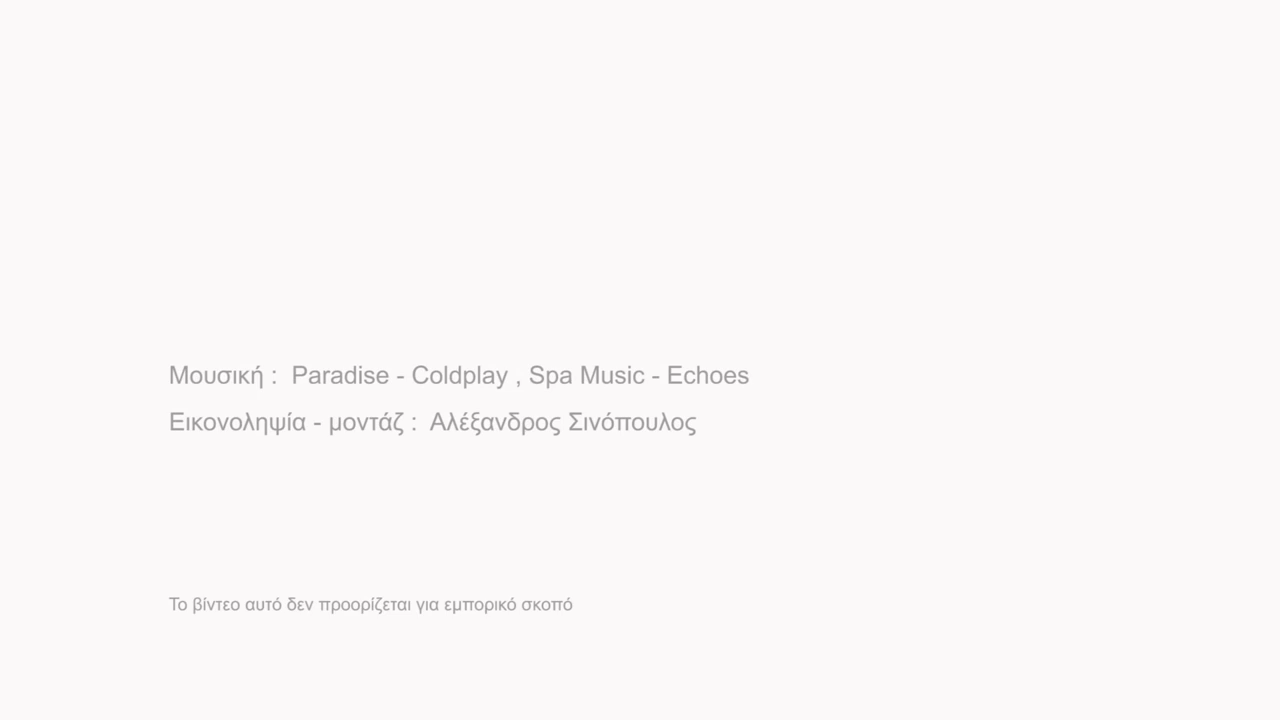 Μουσική :  Paradise - Coldplay , Spa Music - Echoes
Εικονοληψία - μοντάζ :  Αλέξανδρος Σινόπουλος
Το βίντεο αυτό δεν προορίζεται για εμπορικό σκοπό